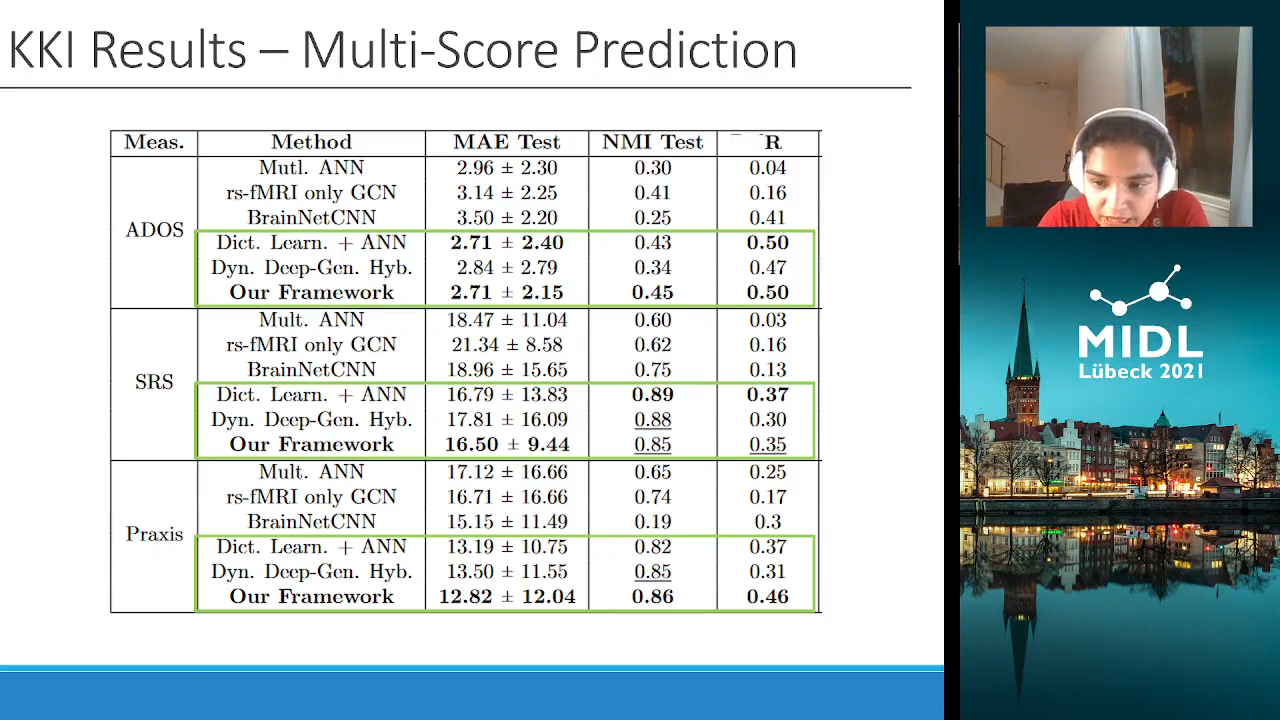 KKI Results – Multi-Score Prediction
Meas. Method MAE Test NMI Test R
ADOS
Mutl. ANN 2.96 ± 2.30 0.30 0.04
rs-fMRI only GCN 3.14 ± 2.25 0.41 0.16
BrainNetCNN 3.50 ± 2.20 0.25 0.41
Dict. Learn. + ANN 2.71 ± 2.40 0.43 0.50
Dyn. Deep-Gen. Hyb. 2.84 ± 2.79 0.34 0.47
Our Framework 2.71 ± 2.15 0.45 0.50
SRS
Mult. ANN 18.47 ± 11.04 0.60 0.03
rs-fMRI only GCN 21.34 ± 8.58 0.62 0.16
BrainNetCNN 18.96 ± 15.65 0.75 0.13
Dict. Learn. + ANN 16.79 ± 13.83 0.89 0.37
Dyn. Deep-Gen. Hyb. 17.81 ± 16.09 0.88 0.30
Our Framework 16.50 ± 9.44 0.85 0.35
Praxis
Mult. ANN 17.12 ± 16.66 0.65 0.25
rs-fMRI only GCN 16.71 ± 16.66 0.74 0.17
BrainNetCNN 15.15 ± 11.49 0.19 0.3
Dict. Learn. + ANN 13.19 ± 10.75 0.82 0.37
Dyn. Deep-Gen. Hyb. 13.50 ± 11.55 0.85 0.31
Our Framework 12.82 ± 12.04 0.86 0.46
MIDL
Lübeck 2021